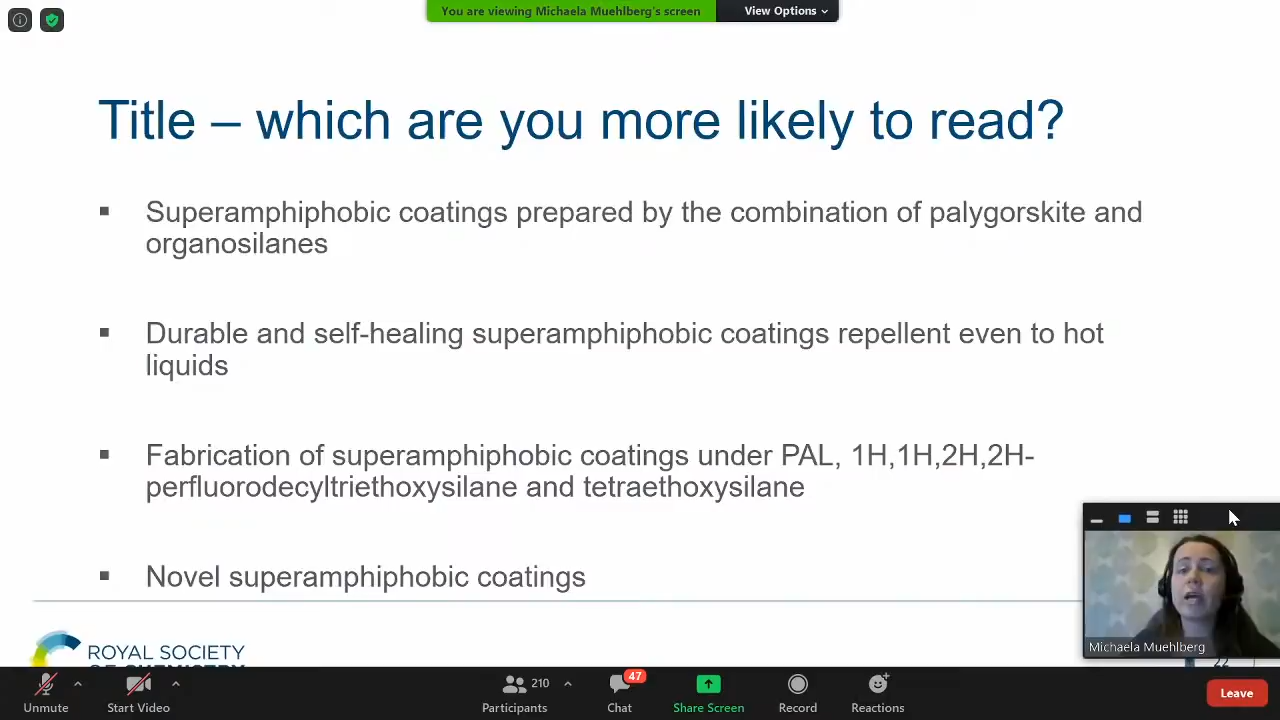 You are viewing Michaela Muehlberg's screen
View Options
Title – which are you more likely to read?
▪ Superamphiphobic coatings prepared by the combination of palygorskite and
organosilanes
▪ Durable and self-healing superamphiphobic coatings repellent even to hot
liquids
▪ Fabrication of superamphiphobic coatings under PAL, 1H,1H,2H,2H-
perfluorodecyltriethoxysilane and tetraethoxysilane
▪ Novel superamphiphobic coatings
Michaela Muehlberg
ROYAL SOCIETY
OF CHEMISTRY
22
210
47
Unmute
Start Video
Participants
Chat
Share Screen
Record
Reactions
Leave